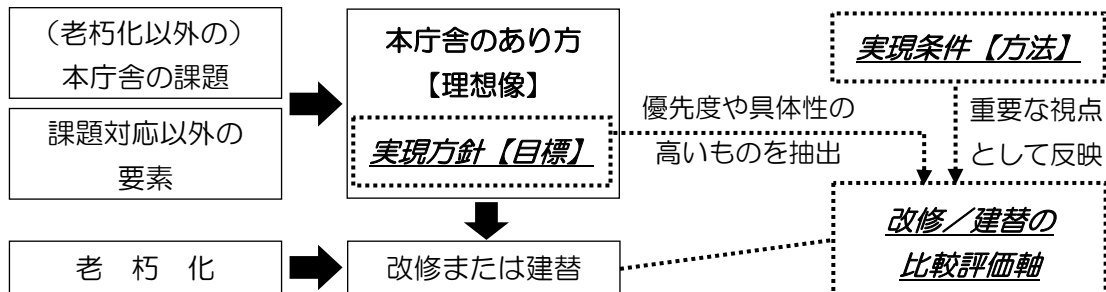 （老朽化以外の）
本庁舎の課題
課題対応以外の
要素
老 朽 化
本庁舎のあり方
【理想像】
実現方針【目標】
改修または建替
優先度や具体性の
高いものを抽出
実現条件【方法】
重要な視点
として反映
改修／建替の
比較評価軸